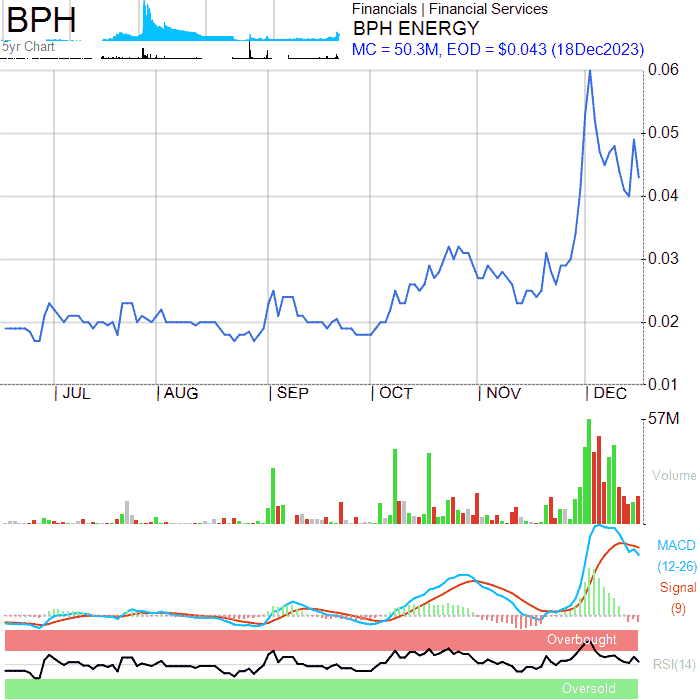 BPH
5yr Chart
Financials | Financial Services
BPH ENERGY
MC = 50.3M, EOD = $0.043 (18Dec2023)
0.06
0.05
0.04
0.03
0.02
0.01
JUL AUG SEP OCT NOV DEC
57M
Volume
MACD
(12-26)
Signal
(9)
Overbought
RSI(14)
Oversold